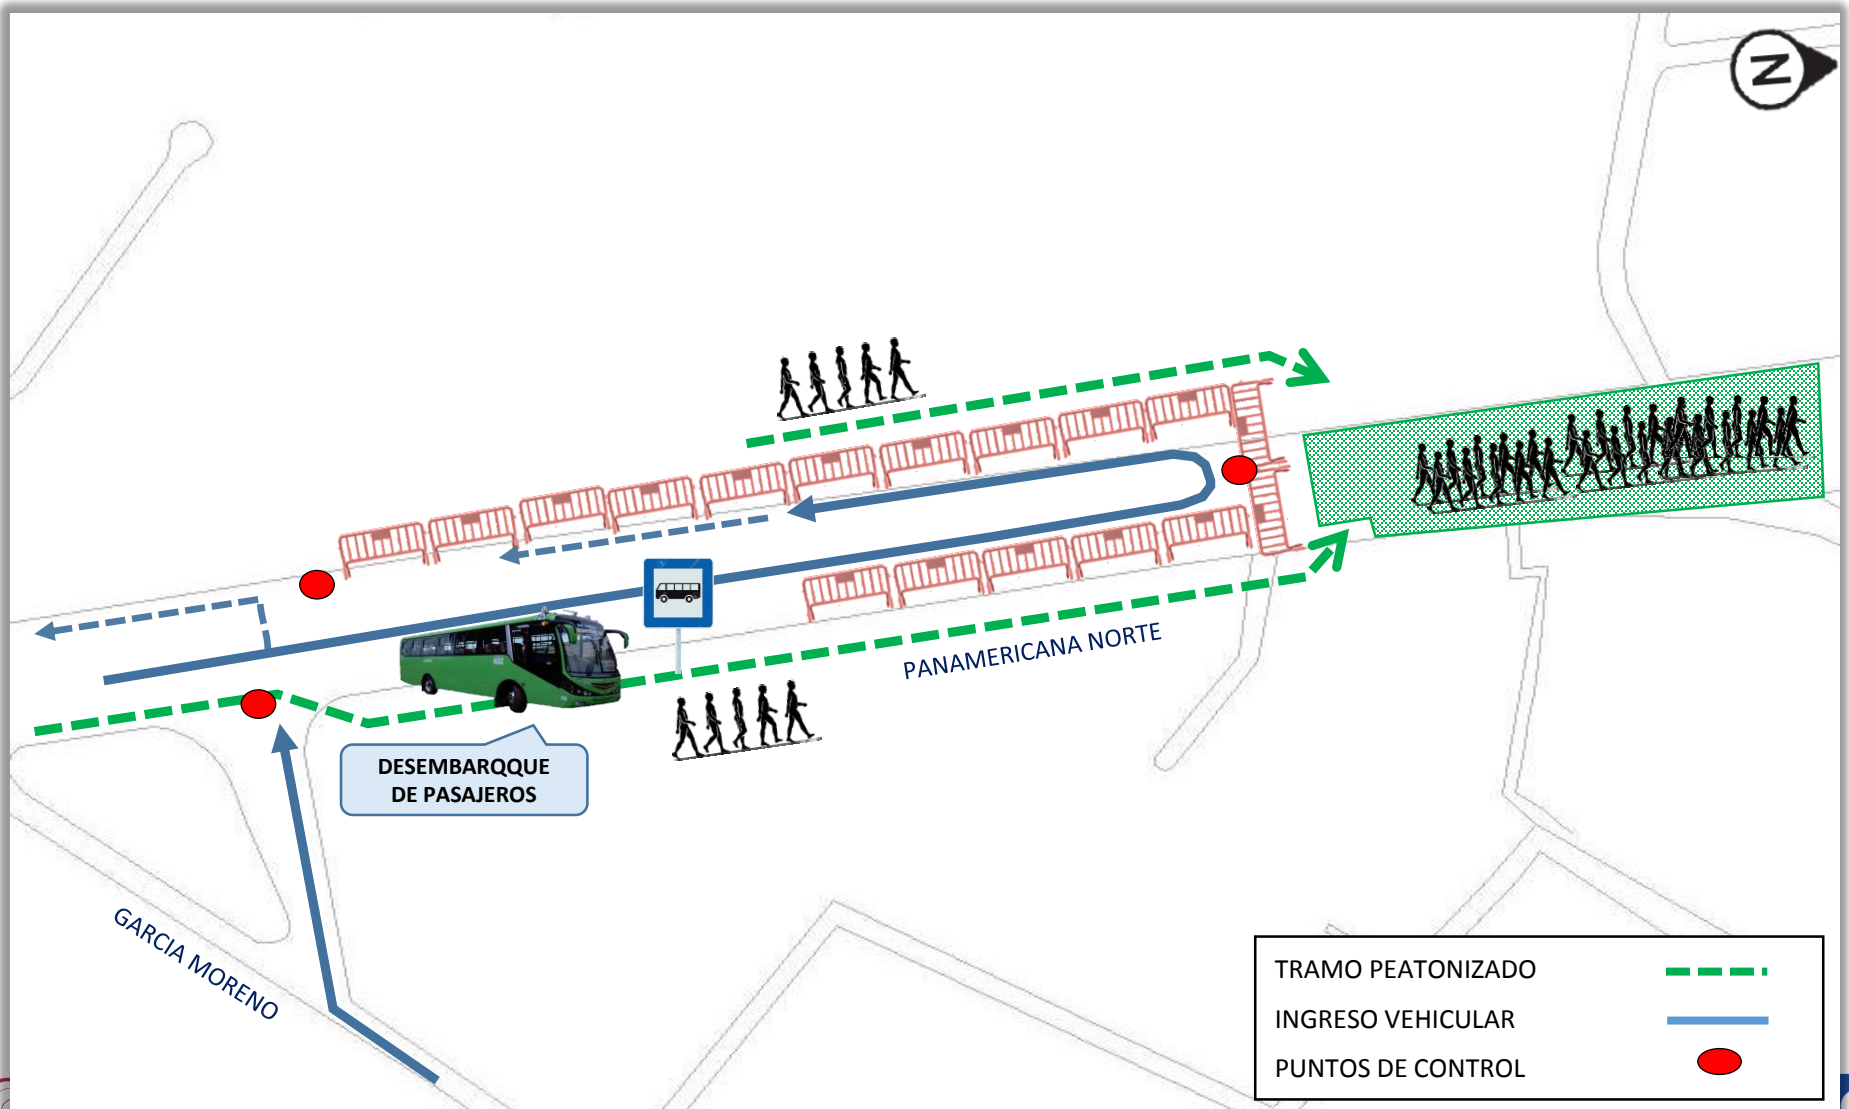 N
PANAMERICANA NORTE
DESEMBARQQUE
DE PASAJEROS
GARCIA MORENO
TRAMO PEATONIZADO
INGRESO VEHICULAR
PUNTOS DE CONTROL